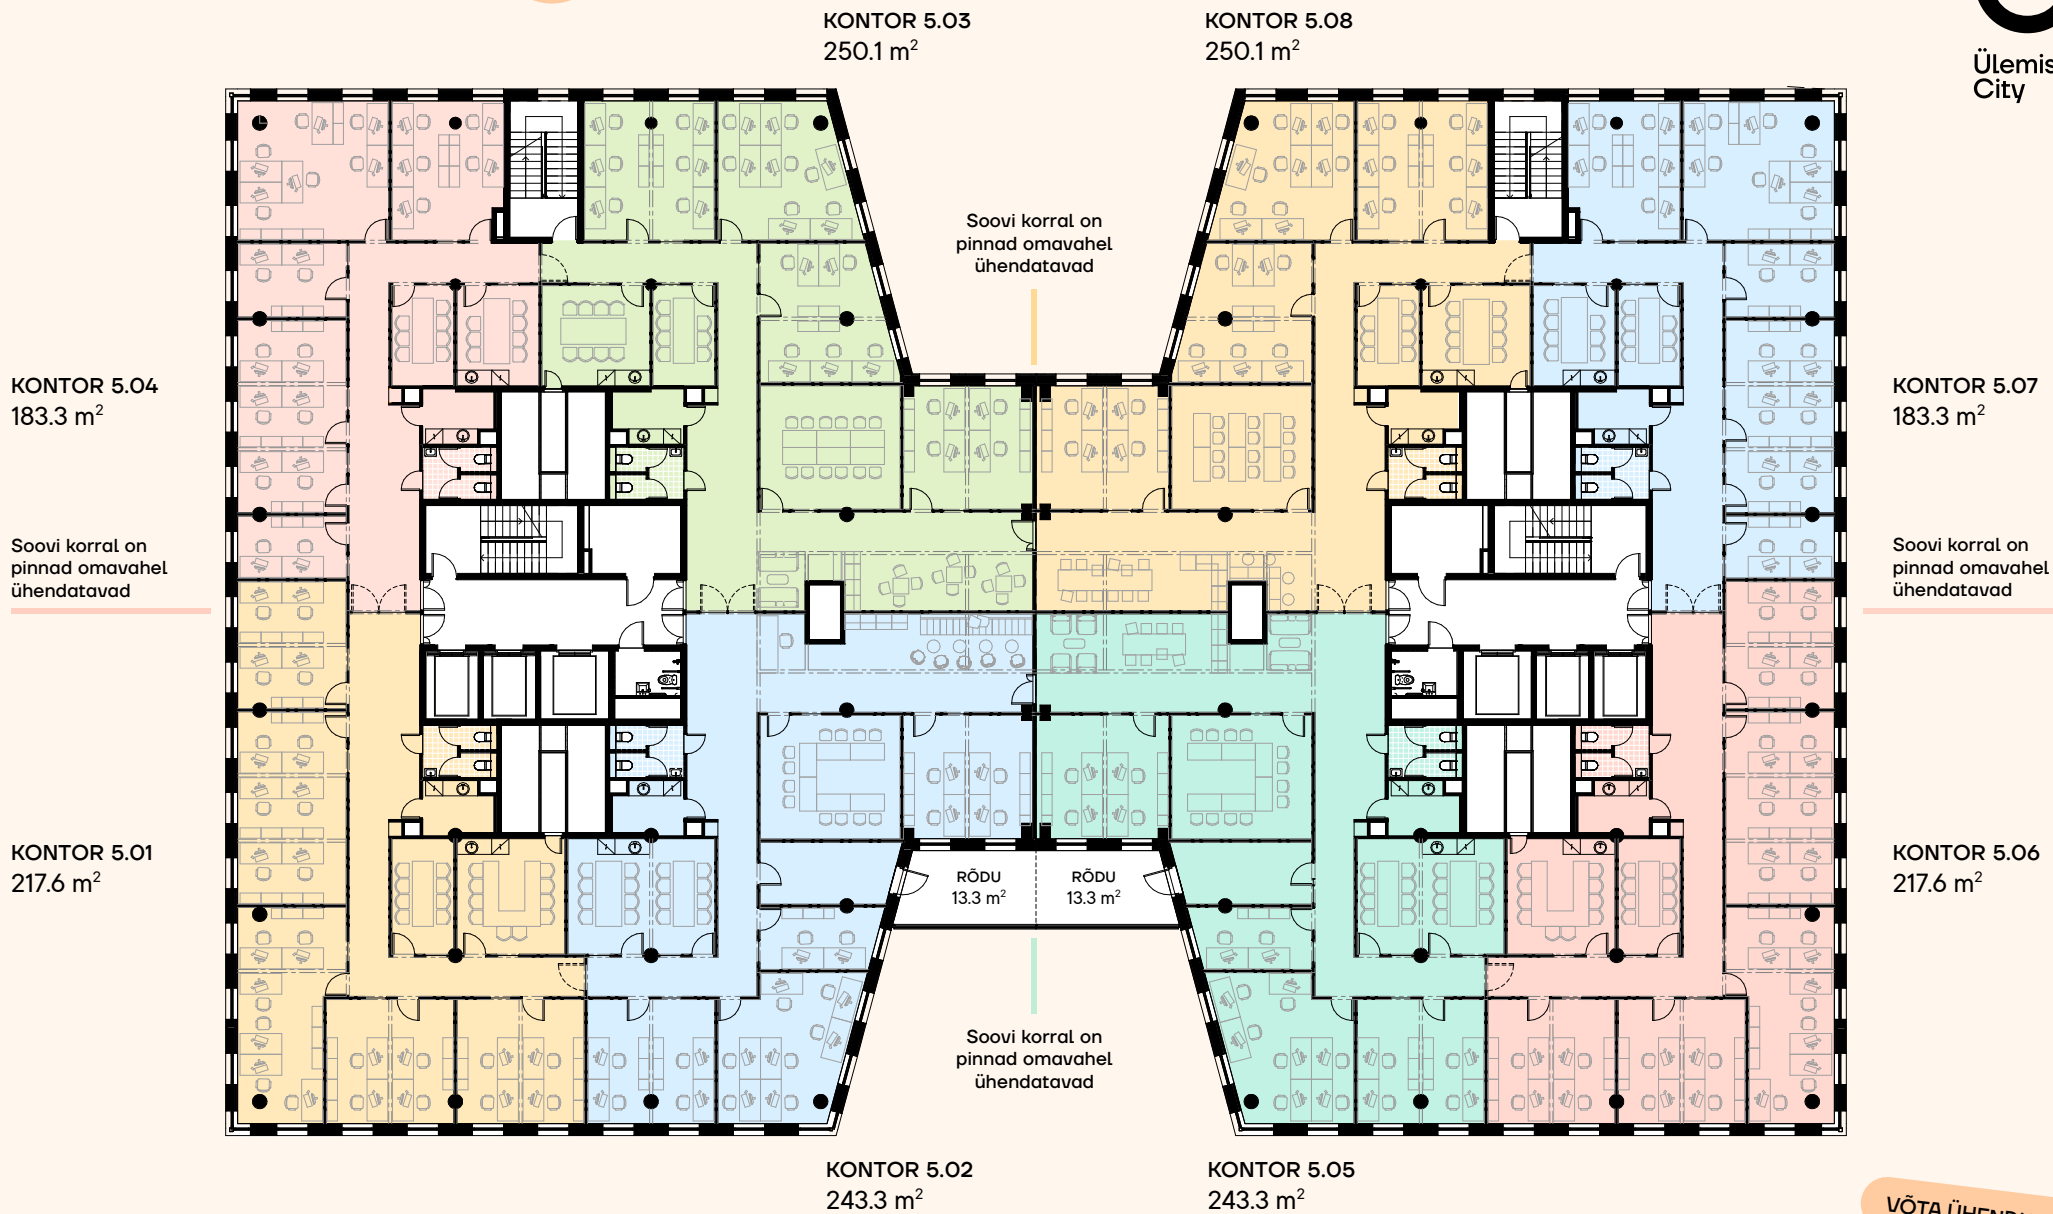 KONTOR 5.03
250.1 m²
KONTOR 5.08
250.1 m²
City
Soovi korral on
pinnad omavahel
ühendatavad
KONTOR 5.04
183.3 m²
KONTOR 5.07
183.3 m²
Soovi korral on
pinnad omavahel
ühendatavad
Soovi korral on
pinnad omavahel
ühendatavad
KONTOR 5.01
217.6 m²
RÕDU
13.3 m²
RÕDU
13.3 m²
KONTOR 5.06
217.6 m²
Soovi korral on
pinnad omavahel
ühendatavad
KONTOR 5.02
243.3 m²
KONTOR 5.05
243.3 m²
VÕTA